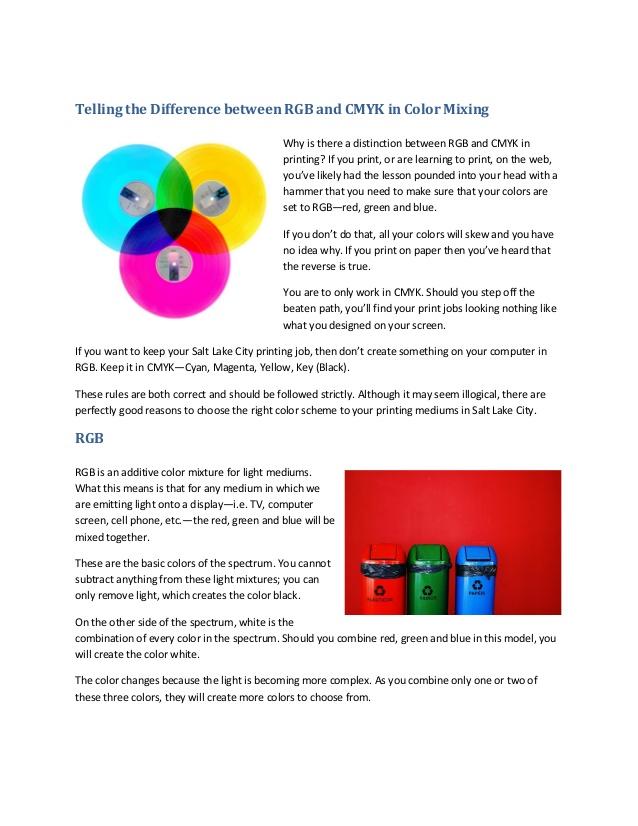 Telling the Difference between RGB and CMYK in Color Mixing
Why is there a distinction between RGB and CMYK in
printing? If you print, or are learning to print, on the web,
you’ve likely had the lesson pounded into your head with a
hammer that you need to make sure that your colors are
set to RGB—red, green and blue.
If you don’t do that, all your colors will skew and you have
no idea why. If you print on paper then you’ve heard that
the reverse is true.
You are to only work in CMYK. Should you step off the
beaten path, you’ll find your print jobs looking nothing like
what you designed on your screen.
If you want to keep your Salt Lake City printing job, then don’t create something on your computer in
RGB. Keep it in CMYK—Cyan, Magenta, Yellow, Key (Black).
These rules are both correct and should be followed strictly. Although it may seem illogical, there are
perfectly good reasons to choose the right color scheme to your printing mediums in Salt Lake City.
RGB
RGB is an additive color mixture for light mediums.
What this means is that for any medium in which we
are emitting light onto a display—i.e. TV, computer
screen, cell phone, etc.—the red, green and blue will be
mixed together.
These are the basic colors of the spectrum. You cannot
subtract anything from these light mixtures; you can
only remove light, which creates the color black.
On the other side of the spectrum, white is the
combination of every color in the spectrum. Should you combine red, green and blue in this model, you
will create the color white.
The color changes because the light is becoming more complex. As you combine only one or two of
these three colors, they will create more colors to choose from.
PAPER